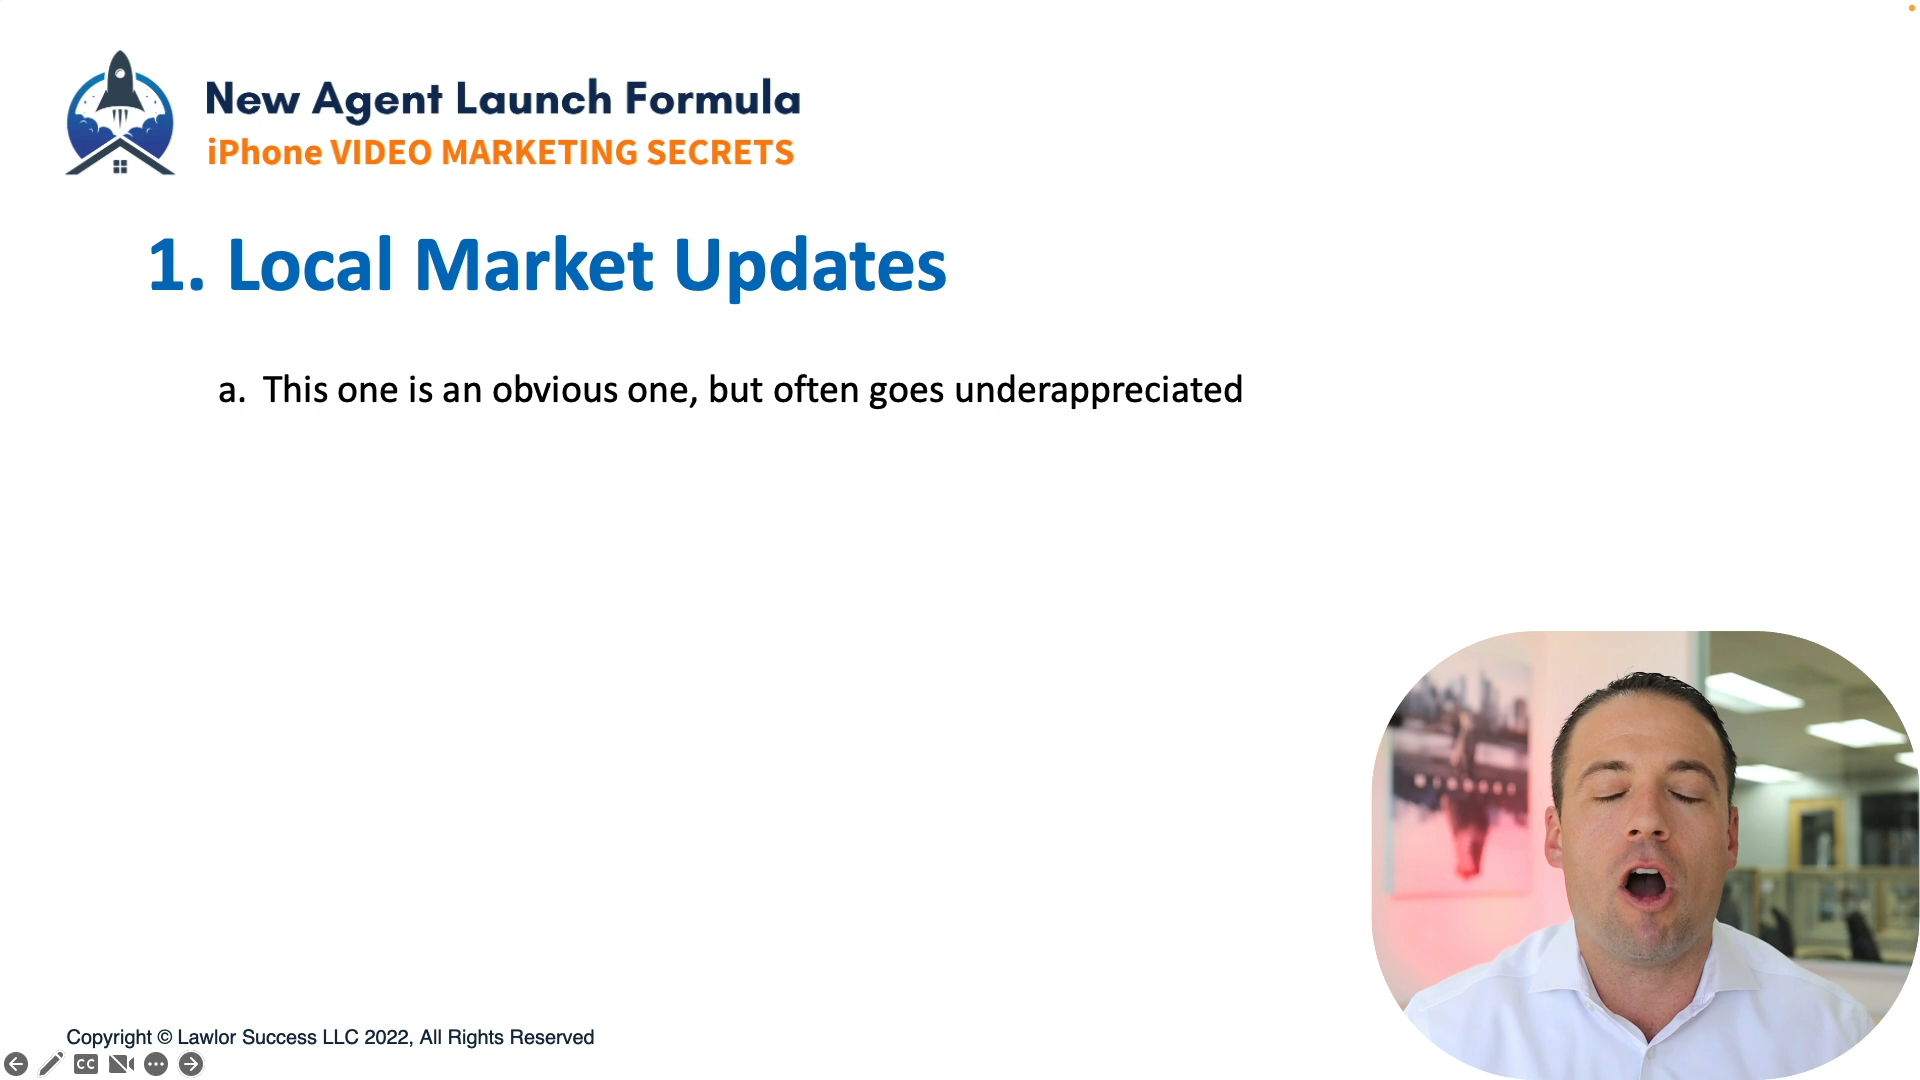 New Agent Launch Formula
iPhone VIDEO MARKETING SECRETS
1. Local Market Updates
a. This one is an obvious one, but often goes underappreciated
Copyright © Lawlor Success LLC 2022, All Rights Reserved
CC